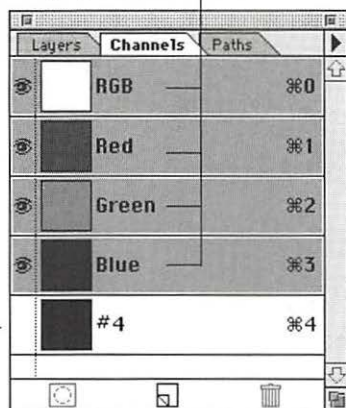 Layers Channels Paths
RGB ⌘0
Red ⌘1
Green ⌘2
Blue ⌘3
#4 ⌘4